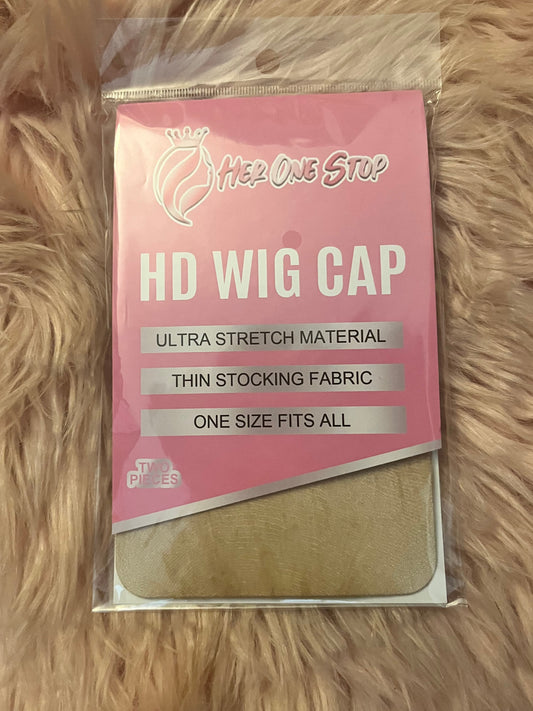 HER ONE STOP
HD WIG CAP
ULTRA STRETCH MATERIAL
THIN STOCKING FABRIC
ONE SIZE FITS ALL
TWO
PIECES